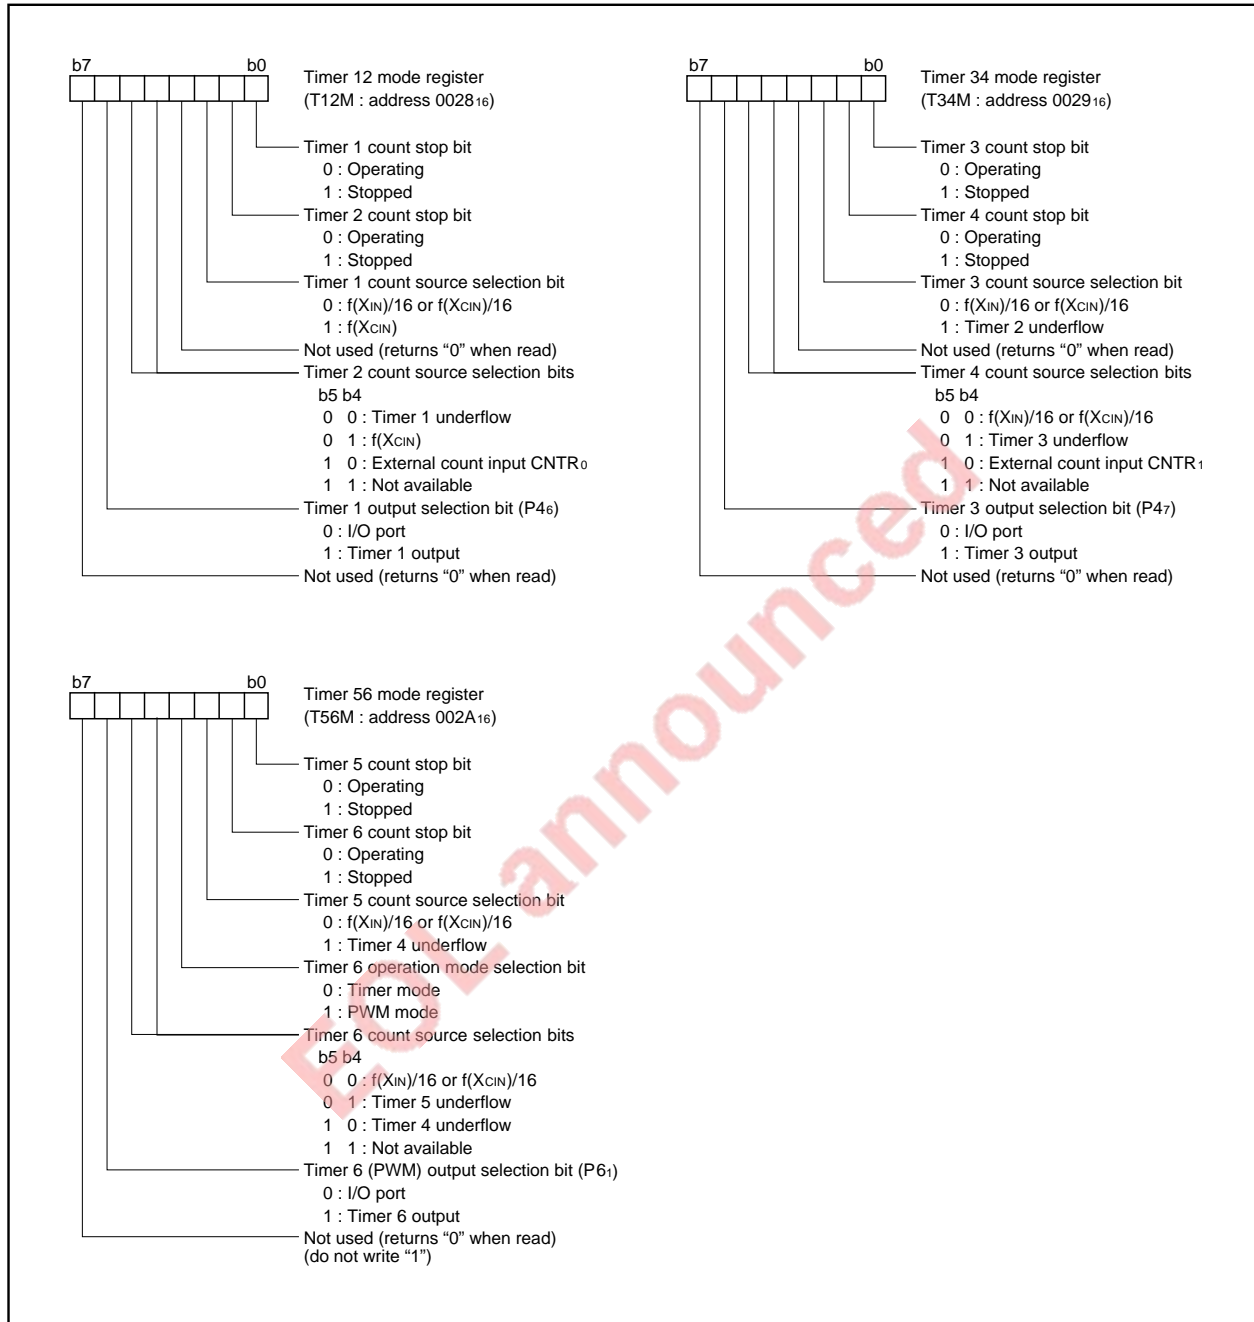 b7 b0
Timer 12 mode register
(T12M : address 002816)
Timer 1 count stop bit
0 : Operating
1 : Stopped
Timer 2 count stop bit
0 : Operating
1 : Stopped
Timer 1 count source selection bit
0 : f(XIN)/16 or f(XCIN)/16
1 : f(XCIN)
Not used (returns “0” when read)
Timer 2 count source selection bits
b5 b4
0 0 : Timer 1 underflow
0 1 : f(XCIN)
1 0 : External count input CNTR0
1 1 : Not available
Timer 1 output selection bit (P46)
0 : I/O port
1 : Timer 1 output
Not used (returns “0” when read)
b7 b0
Timer 34 mode register
(T34M : address 002916)
Timer 3 count stop bit
0 : Operating
1 : Stopped
Timer 4 count stop bit
0 : Operating
1 : Stopped
Timer 3 count source selection bit
0 : f(XIN)/16 or f(XCIN)/16
1 : Timer 2 underflow
Not used (returns “0” when read)
Timer 4 count source selection bits
b5 b4
0 0 : f(XIN)/16 or f(XCIN)/16
0 1 : Timer 3 underflow
1 0 : External count input CNTR1
1 1 : Not available
Timer 3 output selection bit (P47)
0 : I/O port
1 : Timer 3 output
Not used (returns “0” when read)
b7 b0
Timer 56 mode register
(T56M : address 002A16)
Timer 5 count stop bit
0 : Operating
1 : Stopped
Timer 6 count stop bit
0 : Operating
1 : Stopped
Timer 5 count source selection bit
0 : f(XIN)/16 or f(XCIN)/16
1 : Timer 4 underflow
Timer 6 operation mode selection bit
0 : Timer mode
1 : PWM mode
Timer 6 count source selection bits
b5 b4
0 0 : f(XIN)/16 or f(XCIN)/16
0 1 : Timer 5 underflow
1 0 : Timer 4 underflow
1 1 : Not available
Timer 6 (PWM) output selection bit (P61)
0 : I/O port
1 : Timer 6 output
Not used (returns “0” when read)
(do not write “1”)
EOL announced